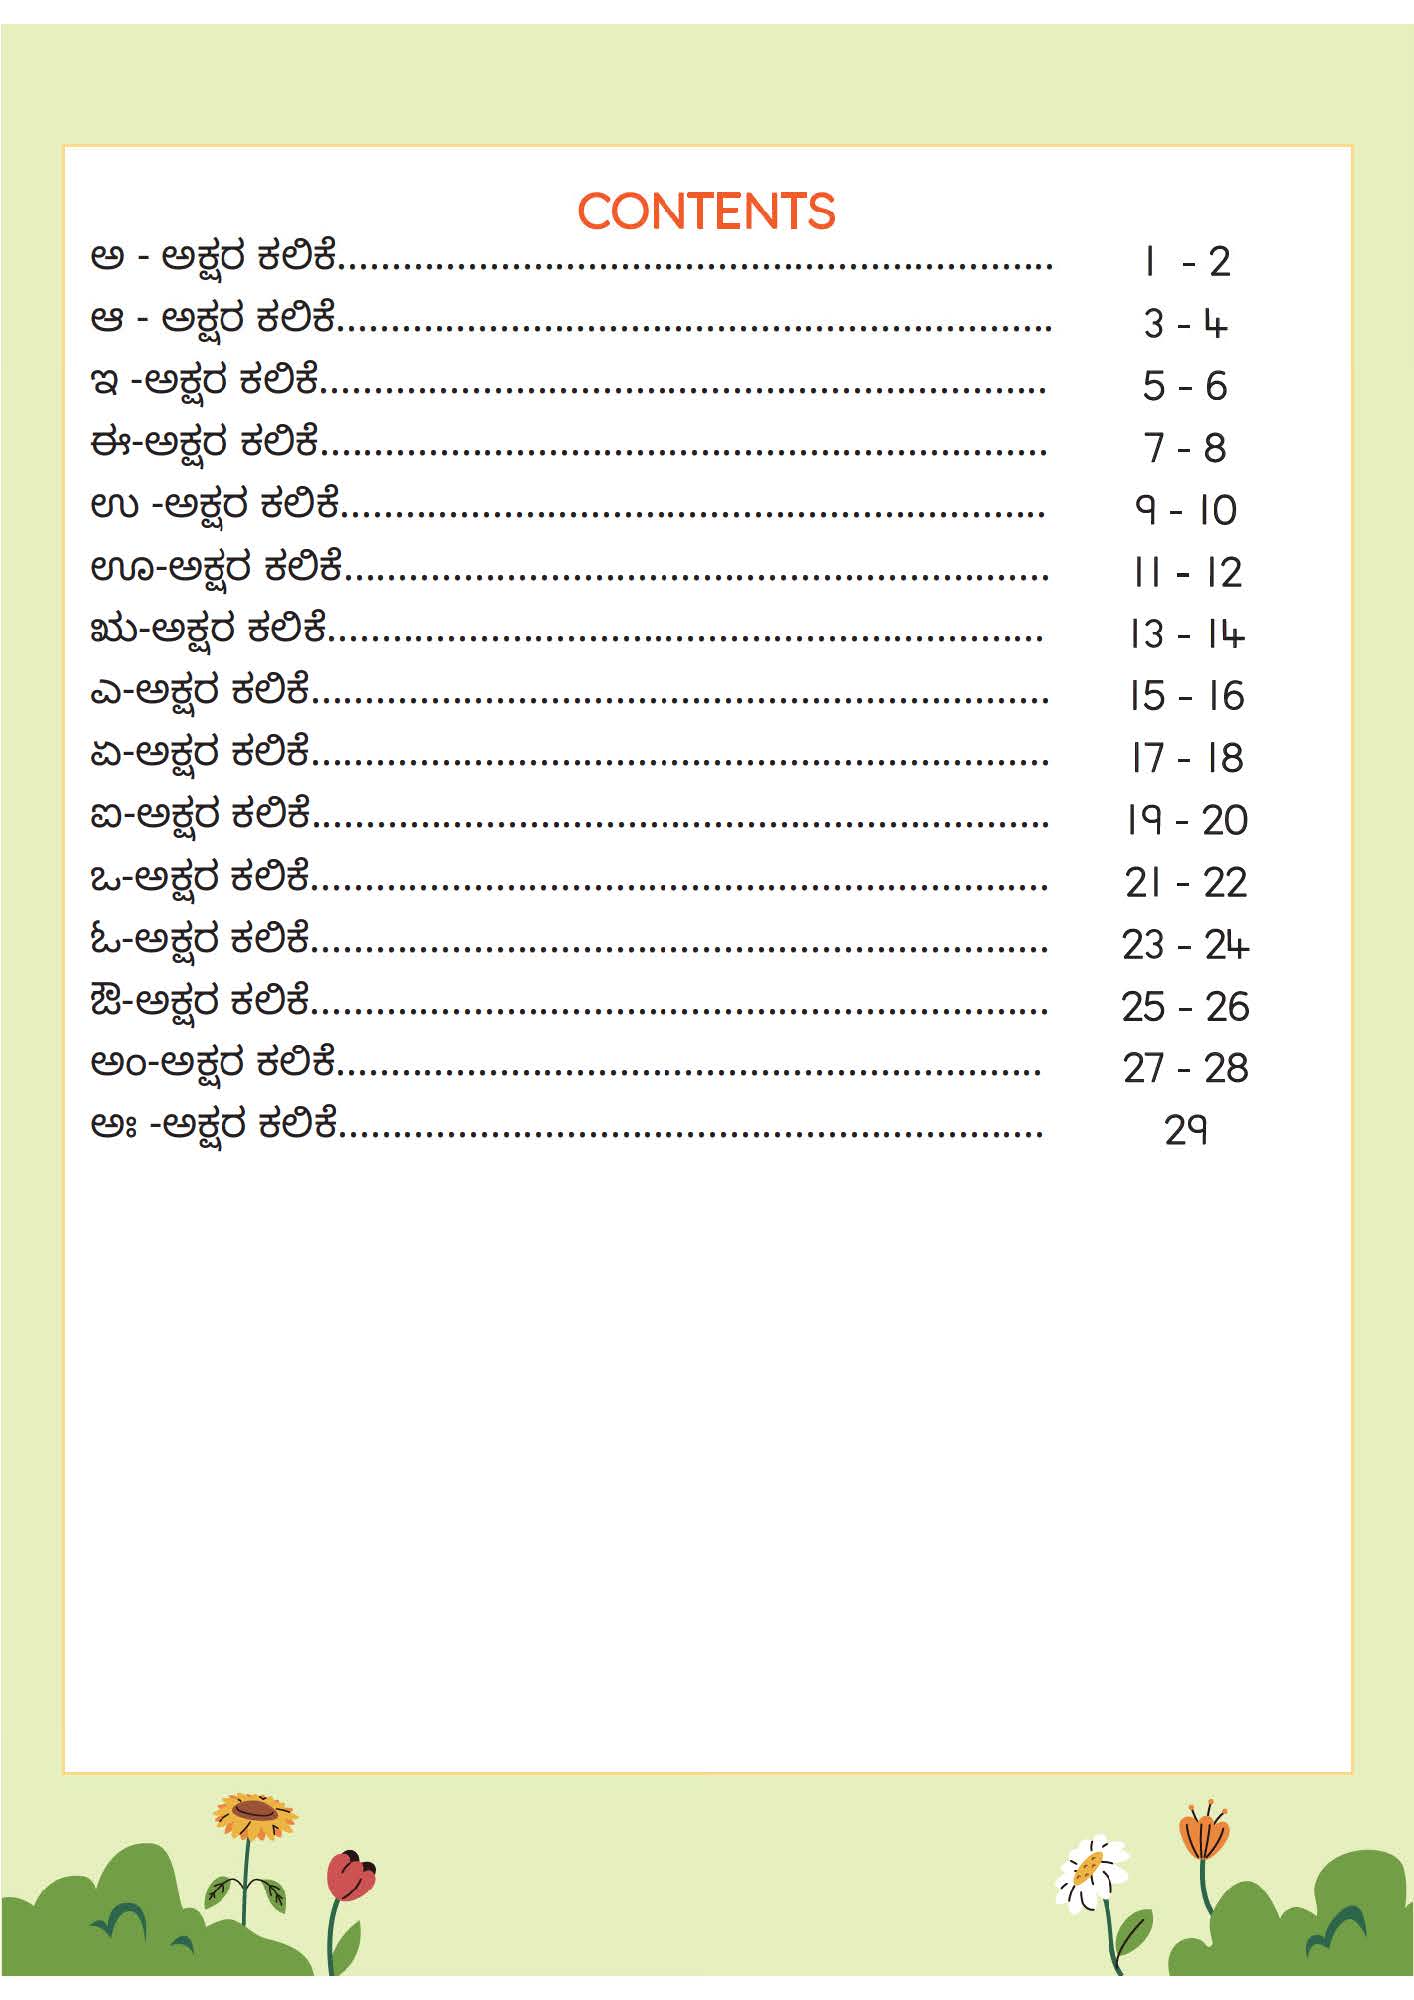 CONTENTS
ಅ - ಅಕ್ಷರ ಕಲಿಕೆ.................................................................. 1 - 2
ಆ - ಅಕ್ಷರ ಕಲಿಕೆ.................................................................. 3 - 4
ಇ -ಅಕ್ಷರ ಕಲಿಕೆ................................................................... 5 - 6
ಈ-ಅಕ್ಷರ ಕಲಿಕೆ................................................................... 7 - 8
ಉ -ಅಕ್ಷರ ಕಲಿಕೆ................................................................. 9 - 10
ಊ-ಅಕ್ಷರ ಕಲಿಕೆ................................................................. 11 - 12
ಋ-ಅಕ್ಷರ ಕಲಿಕೆ.................................................................. 13 - 14
ಎ-ಅಕ್ಷರ ಕಲಿಕೆ.................................................................... 15 - 16
ಏ-ಅಕ್ಷರ ಕಲಿಕೆ.................................................................... 17 - 18
ಐ-ಅಕ್ಷರ ಕಲಿಕೆ.................................................................... 19 - 20
ಒ-ಅಕ್ಷರ ಕಲಿಕೆ.................................................................... 21 - 22
ಓ-ಅಕ್ಷರ ಕಲಿಕೆ.................................................................... 23 - 24
ಔ-ಅಕ್ಷರ ಕಲಿಕೆ.................................................................... 25 - 26
ಅಂ-ಅಕ್ಷರ ಕಲಿಕೆ................................................................. 27 - 28
ಅಃ -ಅಕ್ಷರ ಕಲಿಕೆ................................................................. 29